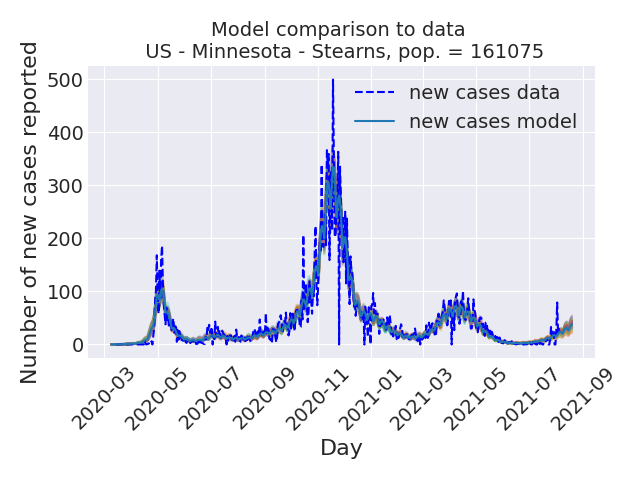 Model comparison to data
US - Minnesota - Stearns, pop. = 161075
Number of new cases reported
500
400
300
200
100
0
new cases data
new cases model
2020-03
2020-05
2020-07
2020-09
2020-11
2021-01
2021-03
2021-05
2021-07
2021-09
Day